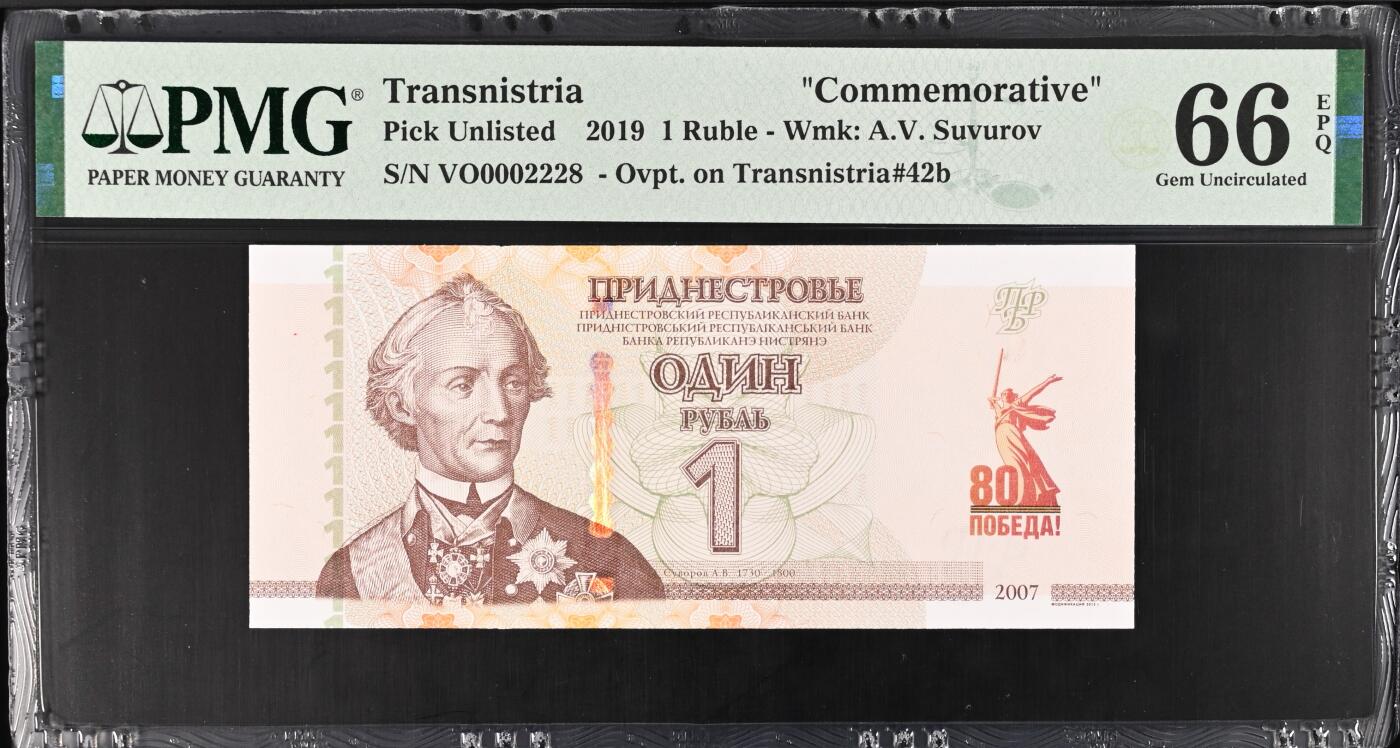 PMG®
PAPER MONEY GUARANTY
Transnistria "Commemorative"
Pick Unlisted 2019 1 Ruble - Wmk: A.V. Suvurov
S/N VO0002228 - Ovpt. on Transnistria#42b
66
EPQ
Gem Uncirculated
ПРИДНЕСТРОВЬЕ
ПРИДНЕСТРОВСКИЙ РЕСПУБЛИКАНСКИЙ БАНК
ПРИДНІСТРОВСЬКИЙ РЕСПУБЛІКАНСЬКИЙ БАНК
БАНКА РЕПУБЛИКАНЭ НИСТРЯНЭ
ОДИН
РУБЛЬ
1
ПРБ
80
ПОБЕДА!
Суворов А.В. 1730 - 1800
2007